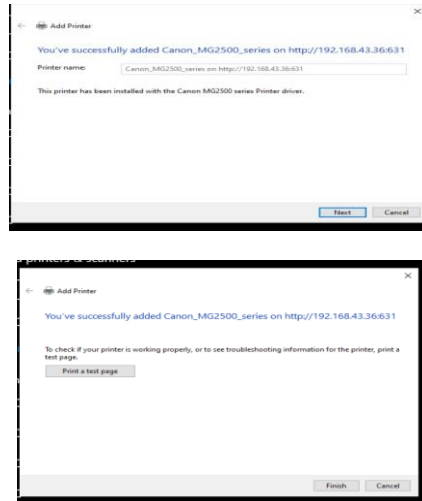 Add Printer
You've successfully added Canon_MG2500_series on http://192.168.43.36:631
Printer name:
Canon_MG2500_series on http://192.168.43.36:631
This printer has been installed with the Canon MG2500 series Printer driver.
Next
Cancel
printers & scanners
Add Printer
You've successfully added Canon_MG2500_series on http://192.168.43.36:631
To check if your printer is working properly, or to see troubleshooting information for the printer, print a
test page.
Print a test page
Finish
Cancel